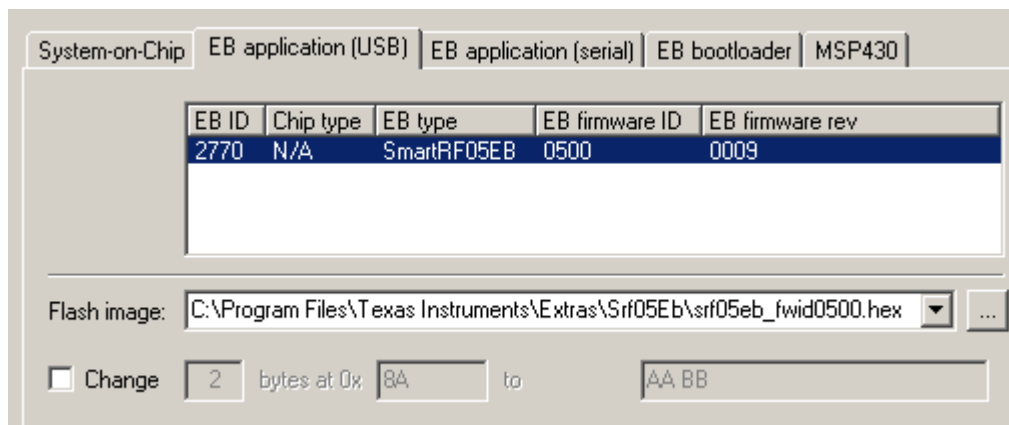 System-on-Chip EB application (USB) EB application (serial) EB bootloader MSP430
EB ID Chip type EB type EB firmware ID EB firmware rev
2770 N/A SmartRF05EB 0500 0009
Flash image: C:\Program Files\Texas Instruments\Extras\Srf05Eb\srf05eb_fwid0500.hex ...
Change 2 bytes at 0x 8A to AA BB